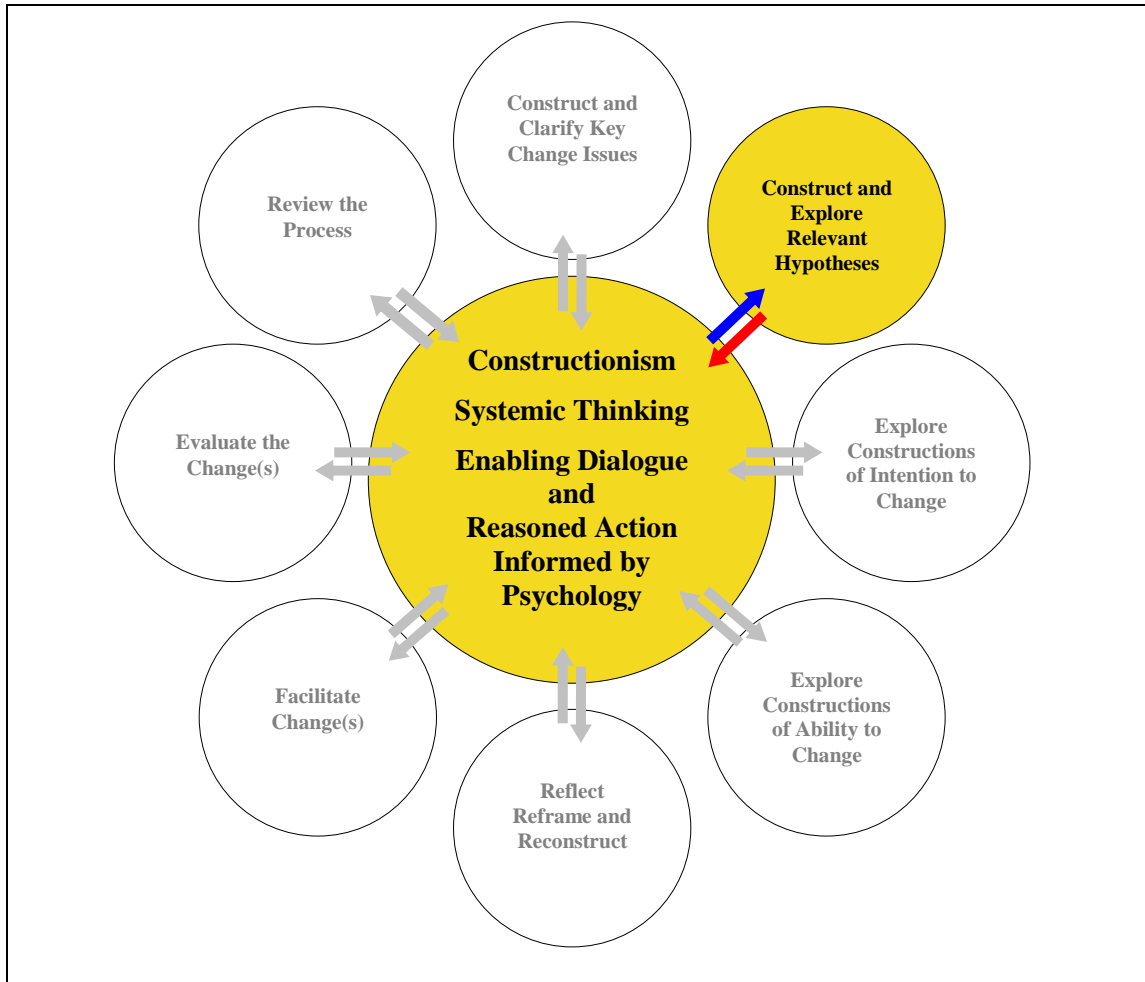 Construct and
Clarify Key
Change Issues
Construct and
Explore
Relevant
Hypotheses
Review the
Process
Constructionism
Systemic Thinking
Enabling Dialogue
and
Reasoned Action
Informed by
Psychology
Evaluate the
Change(s)
Explore
Constructions
of Intention to
Change
Facilitate
Change(s)
Explore
Constructions
of Ability to
Change
Reflect
Reframe and
Reconstruct